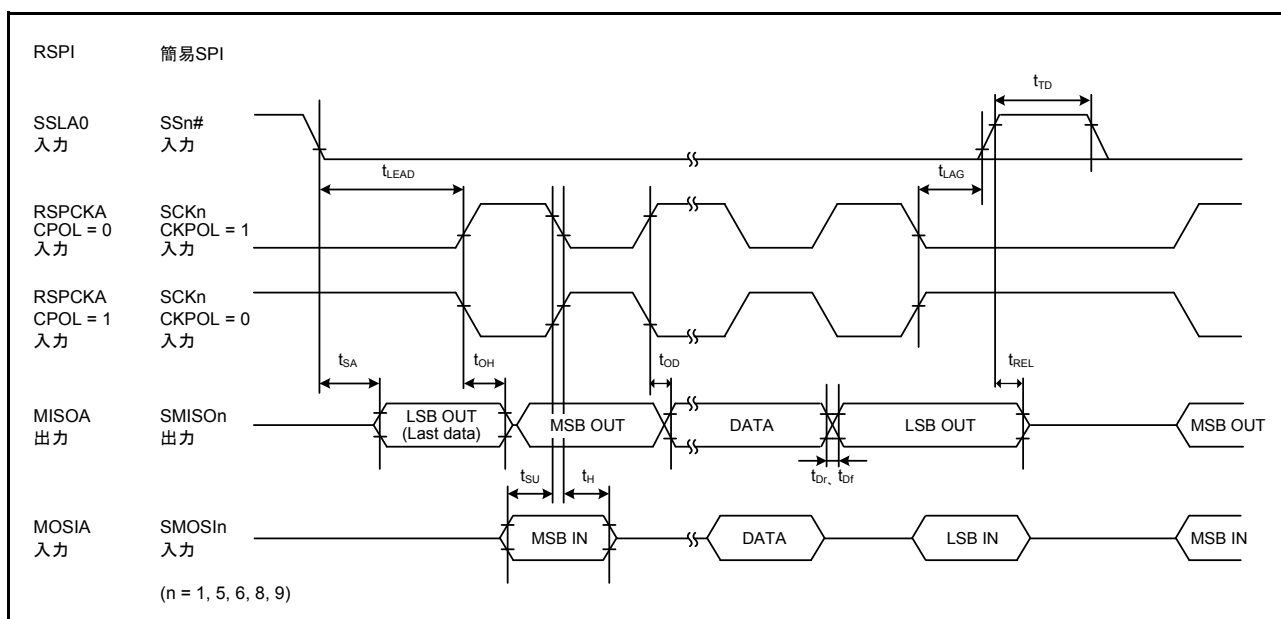 RSPI 簡易SPI
tTD
SSLA0 SSn#
入力 入力
tLEAD tLAG
RSPCKA SCKn
CPOL = 0 CKPOL = 1
入力 入力
RSPCKA SCKn
CPOL = 1 CKPOL = 0
入力 入力
tSA tOH tOD tREL
MISOA SMISOn
出力 出力
LSB OUT
(Last data)
MSB OUT DATA LSB OUT MSB OUT
tSU tH tDr、tDf
MOSIA SMOSIn
入力 入力
MSB IN DATA LSB IN MSB IN
(n = 1, 5, 6, 8, 9)